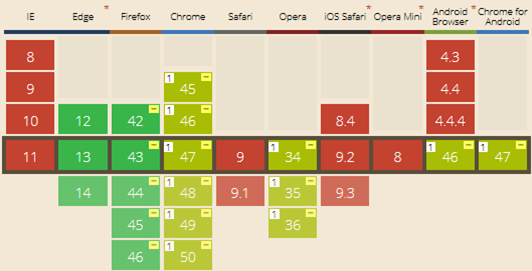 IE Edge * Firefox Chrome Safari Opera iOS Safari * Opera Mini * Android Browser * Chrome for Android
8 4.3
9 1 45 – 4.4
10 12 42 – 1 46 – 8.4 4.4.4
11 13 43 – 1 47 – 9 1 34 – 9.2 8 1 46 – 1 47 –
14 44 – 1 48 – 9.1 1 35 – 9.3
45 – 1 49 – 1 36 –
46 – 1 50 –